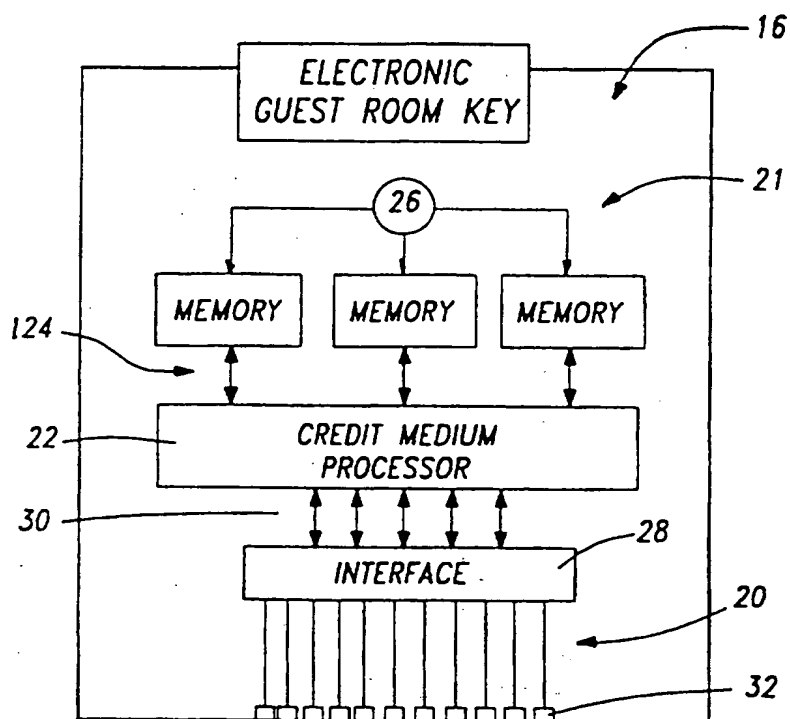 16
ELECTRONIC
GUEST ROOM KEY
21
26
MEMORY MEMORY MEMORY
124
22
CREDIT MEDIUM
PROCESSOR
30
28
INTERFACE
20
32